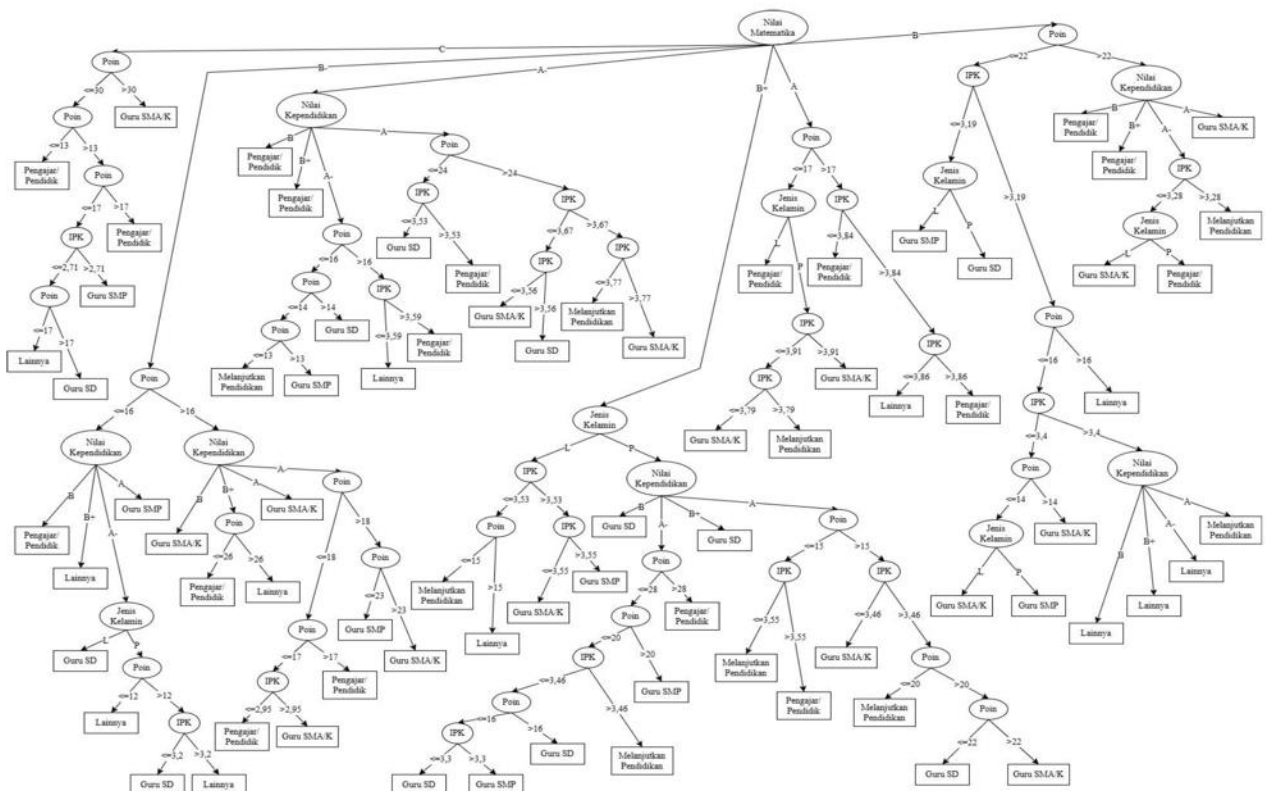 Nilai
Matematika
C
B-
A-
B+
A
B
Poin
<=30
>30
Poin
Guru SMA/K
<=13
>13
Pengajar/
Pendidik
Poin
<=17
>17
IPK
Pengajar/
Pendidik
<=2,71
>2,71
Poin
Guru SMP
<=17
>17
Lainnya
Guru SD
Poin
<=16
>16
Nilai
Kependidikan
B
B+
A-
A
Pengajar/
Pendidik
Lainnya
Guru SMP
Jenis
Kelamin
L
P
Guru SD
Poin
<=12
>12
Lainnya
IPK
<=3,2
>3,2
Guru SD
Lainnya
Nilai
Kependidikan
B
B+
A
A-
Guru SMA/K
Poin
<=26
>26
Pengajar/
Pendidik
Lainnya
Guru SMA/K
Poin
<=18
>18
Poin
<=17
>17
IPK
Pengajar/
Pendidik
<=2,95
>2,95
Pengajar/
Pendidik
Guru SMA/K
Poin
<=23
>23
Guru SMP
Guru SMA/K
Nilai
Kependidikan
B
B+
A-
A
Pengajar/
Pendidik
Pengajar/
Pendidik
Poin
<=16
>16
Poin
<=14
>14
Poin
Guru SD
<=13
>13
Melanjutkan
Pendidikan
Guru SMP
IPK
<=3,59
>3,59
Lainnya
Pengajar/
Pendidik
Poin
<=24
>24
IPK
<=3,53
>3,53
Guru SD
Pengajar/
Pendidik
IPK
<=3,67
>3,67
IPK
<=3,56
>3,56
Guru SMA/K
Guru SD
IPK
<=3,77
>3,77
Melanjutkan
Pendidikan
Guru SMA/K
Jenis
Kelamin
L
P
IPK
<=3,53
>3,53
Poin
<=15
>15
Melanjutkan
Pendidikan
Lainnya
IPK
<=3,55
>3,55
Guru SMA/K
Guru SMP
Nilai
Kependidikan
B
A-
B+
A
Guru SD
Guru SD
Poin
<=28
>28
Poin
Pengajar/
Pendidik
<=20
>20
IPK
Guru SMP
<=3,46
>3,46
Poin
Melanjutkan
Pendidikan
<=16
>16
IPK
Guru SD
<=3,3
>3,3
Guru SD
Guru SMP
Poin
<=15
>15
IPK
<=3,55
>3,55
Melanjutkan
Pendidikan
Pengajar/
Pendidik
IPK
<=3,46
>3,46
Guru SMA/K
Poin
<=20
>20
Melanjutkan
Pendidikan
Poin
<=22
>22
Guru SD
Guru SMA/K
Poin
<=17
>17
Jenis
Kelamin
L
P
Pengajar/
Pendidik
IPK
<=3,91
>3,91
IPK
Guru SMA/K
<=3,79
>3,79
Guru SMA/K
Melanjutkan
Pendidikan
IPK
<=3,84
>3,84
Pengajar/
Pendidik
IPK
<=3,86
>3,86
Lainnya
Pengajar/
Pendidik
Poin
<=22
>22
IPK
<=3,19
>3,19
Jenis
Kelamin
L
P
Guru SMP
Guru SD
Poin
<=16
>16
IPK
Lainnya
<=3,4
>3,4
Poin
<=14
>14
Jenis
Kelamin
Guru SMA/K
L
P
Guru SMA/K
Guru SMP
Nilai
Kependidikan
B
B+
A-
A
Lainnya
Lainnya
Lainnya
Melanjutkan
Pendidikan
Nilai
Kependidikan
B
B+
A-
A
Pengajar/
Pendidik
Pengajar/
Pendidik
Guru SMA/K
IPK
<=3,28
>3,28
Jenis
Kelamin
Melanjutkan
Pendidikan
L
P
Guru SMA/K
Pengajar/
Pendidik